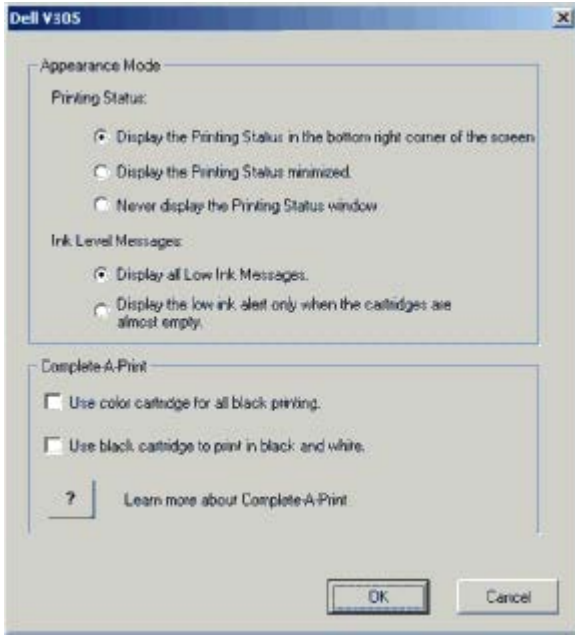 Dell V305
Appearance Mode
Printing Status:
Display the Printing Status in the bottom right corner of the screen
Display the Printing Status minimized.
Never display the Printing Status window
Ink Level Messages:
Display all Low Ink Messages.
Display the low ink alert only when the cartridges are
almost empty.
Complete-A-Print
Use color cartridge for all black printing.
Use black cartridge to print in black and white.
?
Learn more about Complete-A-Print
OK
Cancel